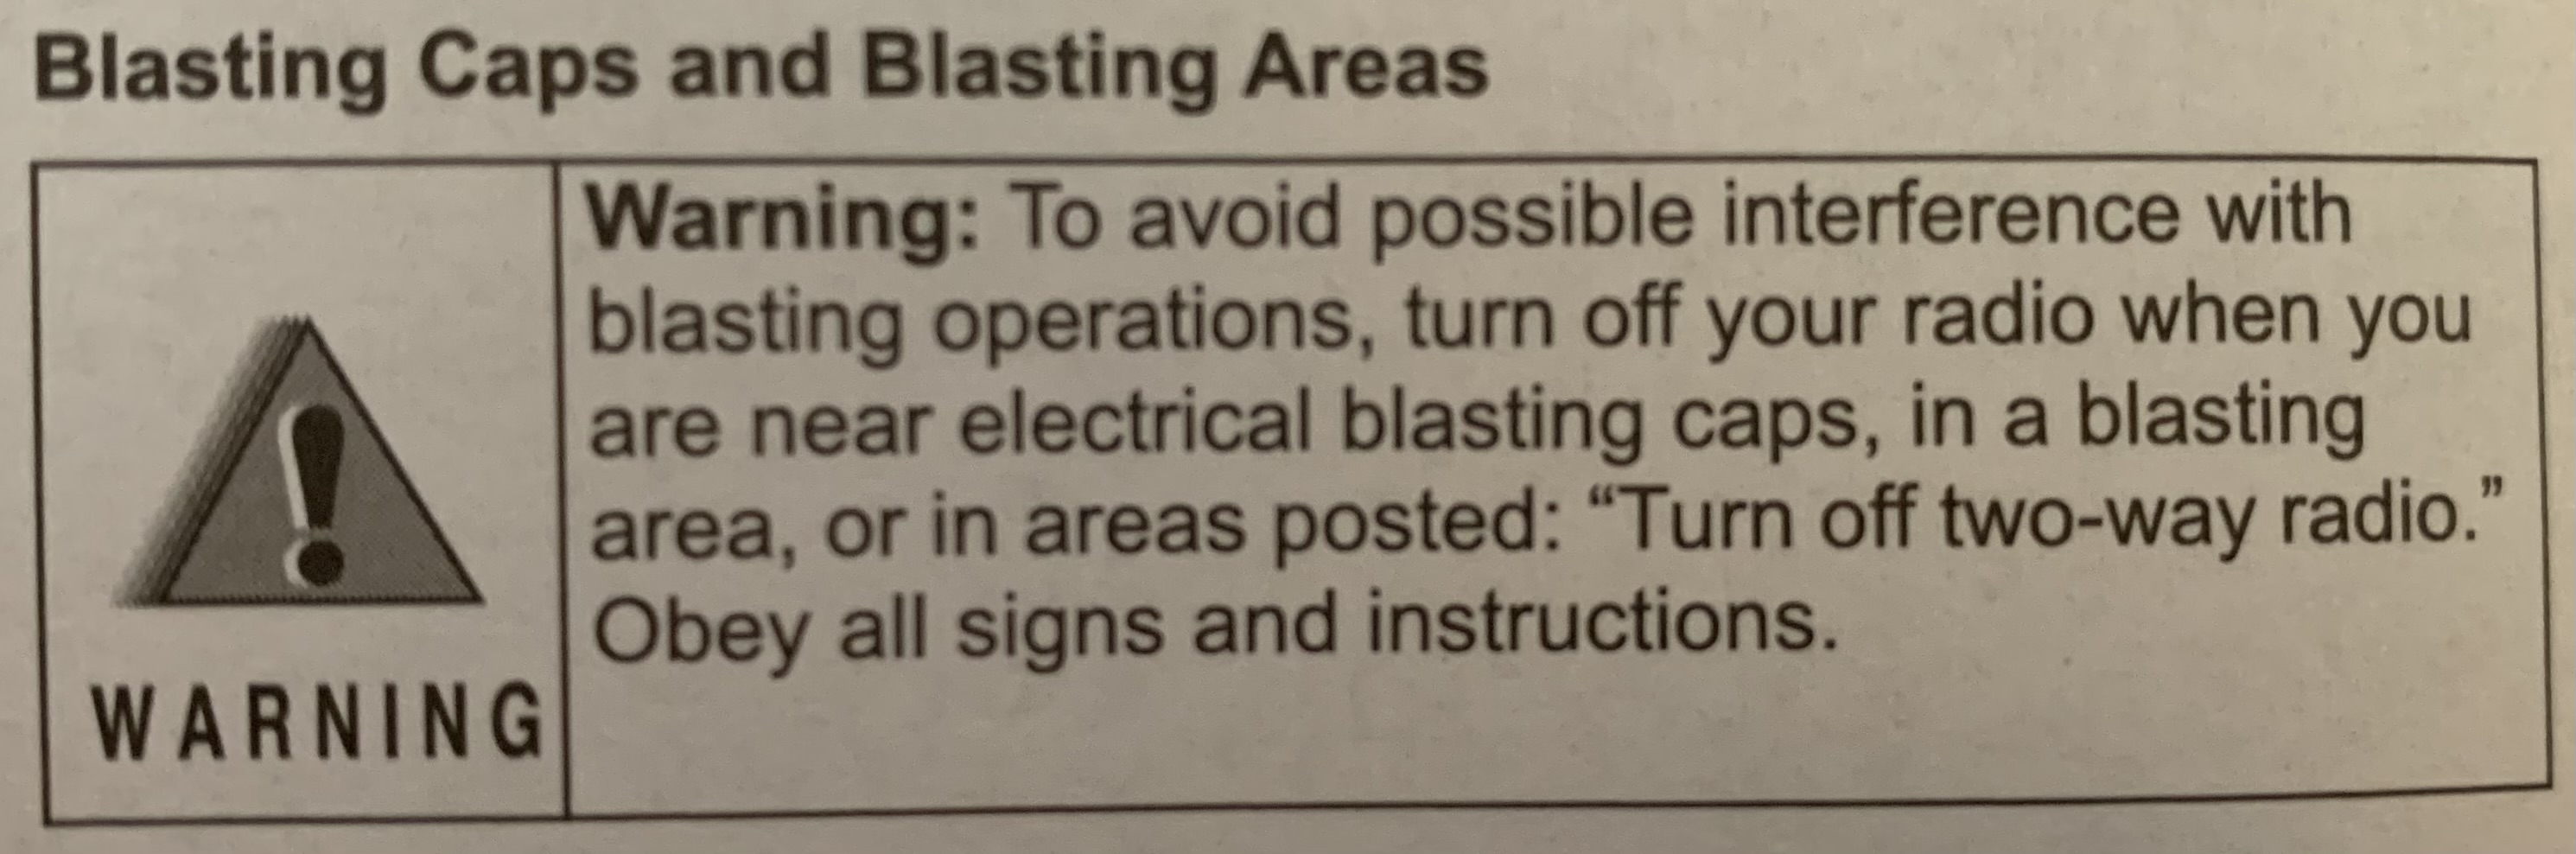 Blasting Caps and Blasting Areas
WARNING
Warning: To avoid possible interference with
blasting operations, turn off your radio when you
are near electrical blasting caps, in a blasting
area, or in areas posted: “Turn off two-way radio.”
Obey all signs and instructions.